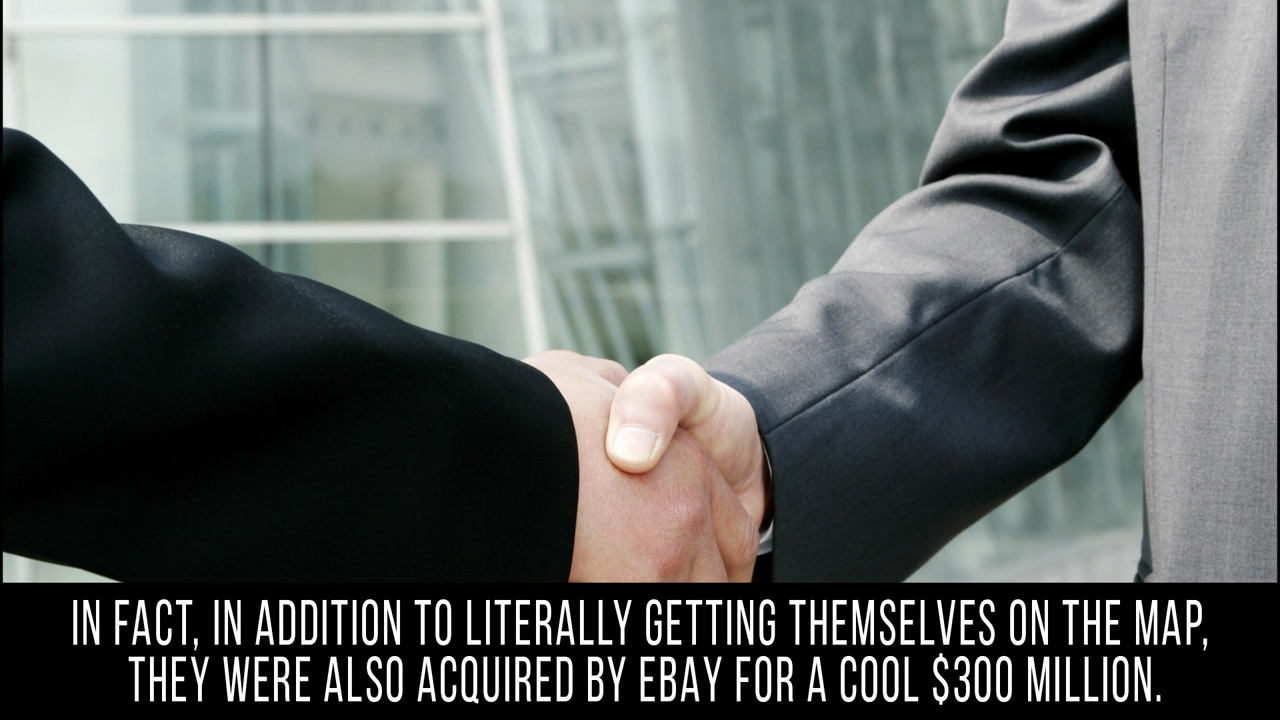 IN FACT, IN ADDITION TO LITERALLY GETTING THEMSELVES ON THE MAP,
THEY WERE ALSO ACQUIRED BY EBAY FOR A COOL $300 MILLION.